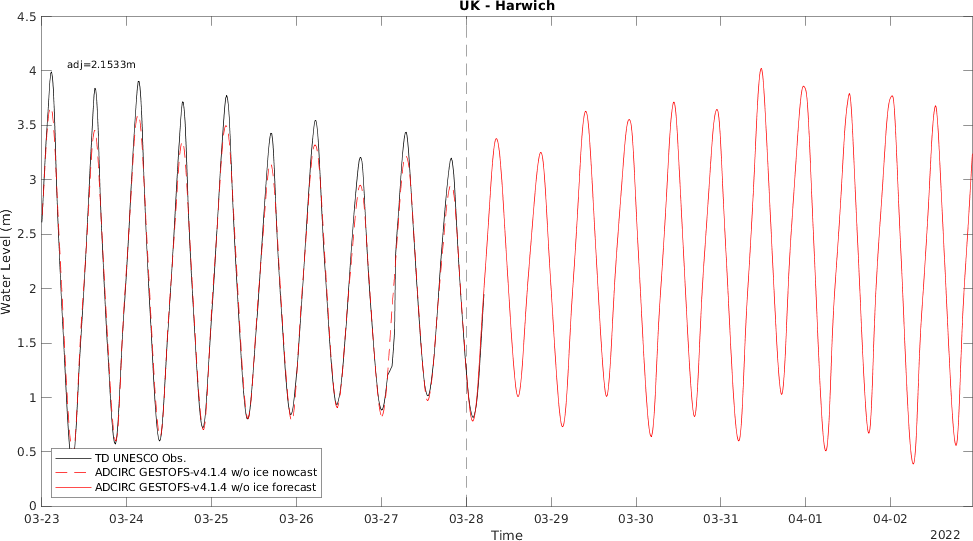 UK - Harwich
4.5
4
3.5
3
2.5
2
1.5
1
0.5
0
Water Level (m)
adj=2.1533m
TD UNESCO Obs.
ADCIRC GESTOFS-v4.1.4 w/o ice nowcast
ADCIRC GESTOFS-v4.1.4 w/o ice forecast
03-23 03-24 03-25 03-26 03-27 03-28 03-29 03-30 03-31 04-01 04-02
Time
2022